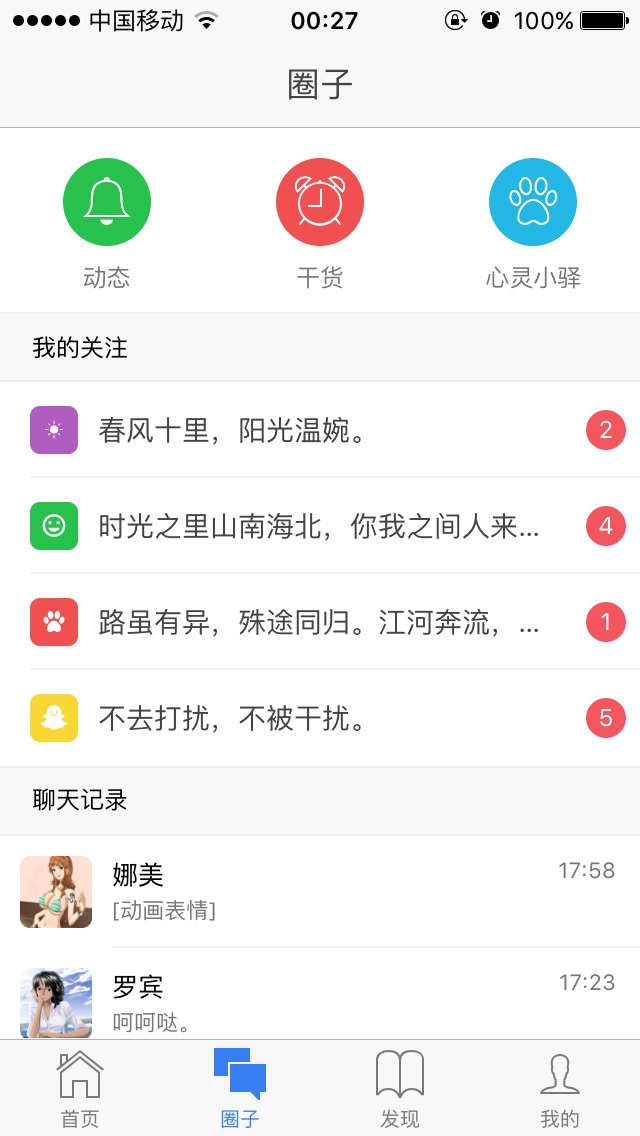 中国移动 00:27 100%
圈子
动态 干货 心灵小驿
我的关注
春风十里，阳光温婉。 2
时光之里山南海北，你我之间人来... 4
路虽有异，殊途同归。江河奔流，... 1
不去打扰，不被干扰。 5
聊天记录
娜美 17:58
[动画表情]
罗宾 17:23
呵呵哒。
首页 圈子 发现 我的